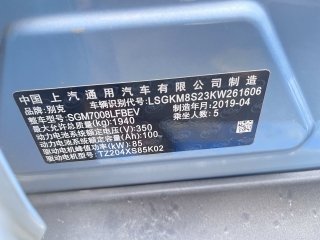 中国 上汽通用汽车有限公司 制造
品牌：别克 车辆识别代号：LSGKM8S23KW261606
整车型号：SGM7008LFBEV 制造年月：2019-04
最大允许总质量(kg)：1940 乘坐人数：5
动力电池系统额定电压(V)：350
动力电池系统额定容量(Ah)：100
驱动电机峰值功率(kW)：85
驱动电机型号：TZ204XS85K02